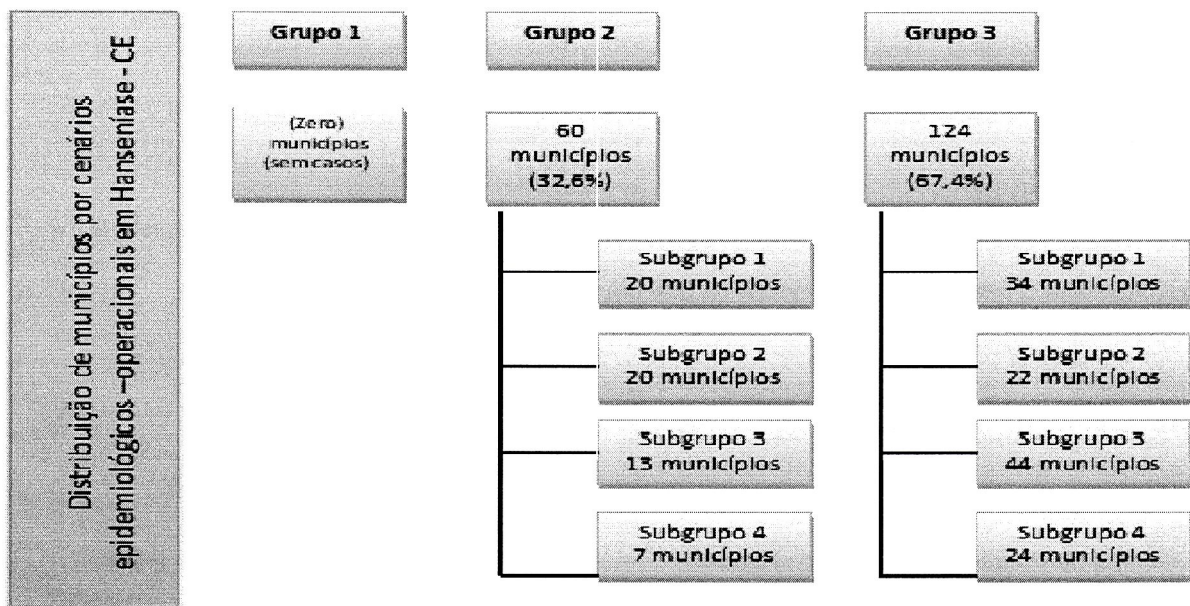 Distribuição de municípios por cenários
epidemiológicos –operacionais em Hanseníase - CE
Grupo 1
(Zero)
municípios
(sem casos)
Grupo 2
60
municípios
(32,6%)
Subgrupo 1
20 municípios
Subgrupo 2
20 municípios
Subgrupo 3
13 municípios
Subgrupo 4
7 municípios
Grupo 3
124
municípios
(67,4%)
Subgrupo 1
34 municípios
Subgrupo 2
22 municípios
Subgrupo 3
44 municípios
Subgrupo 4
24 municípios